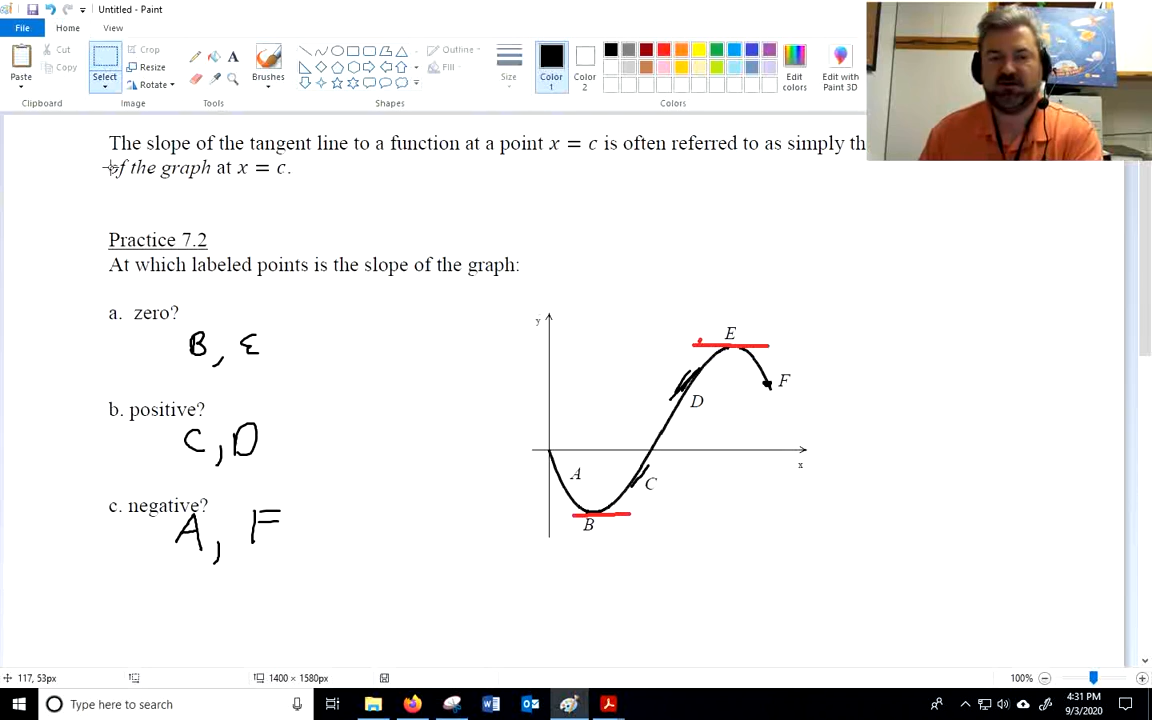 Untitled - Paint
File Home View
Paste
Cut
Copy
Clipboard
Select
Crop
Resize
Rotate
Image
A
Tools
Brushes
Shapes
Outline
Fill
Size
Color 1
Color 2
Colors
Edit colors
Edit with Paint 3D
The slope of the tangent line to a function at a point x = c is often referred to as simply th
of the graph at x = c.
Practice 7.2
At which labeled points is the slope of the graph:
a. zero?
B, E
b. positive?
C, D
c. negative?
A, F
y
E
F
D
x
A
C
B
117, 53px
1400 × 1580px
100%
Type here to search
4:31 PM
9/3/2020